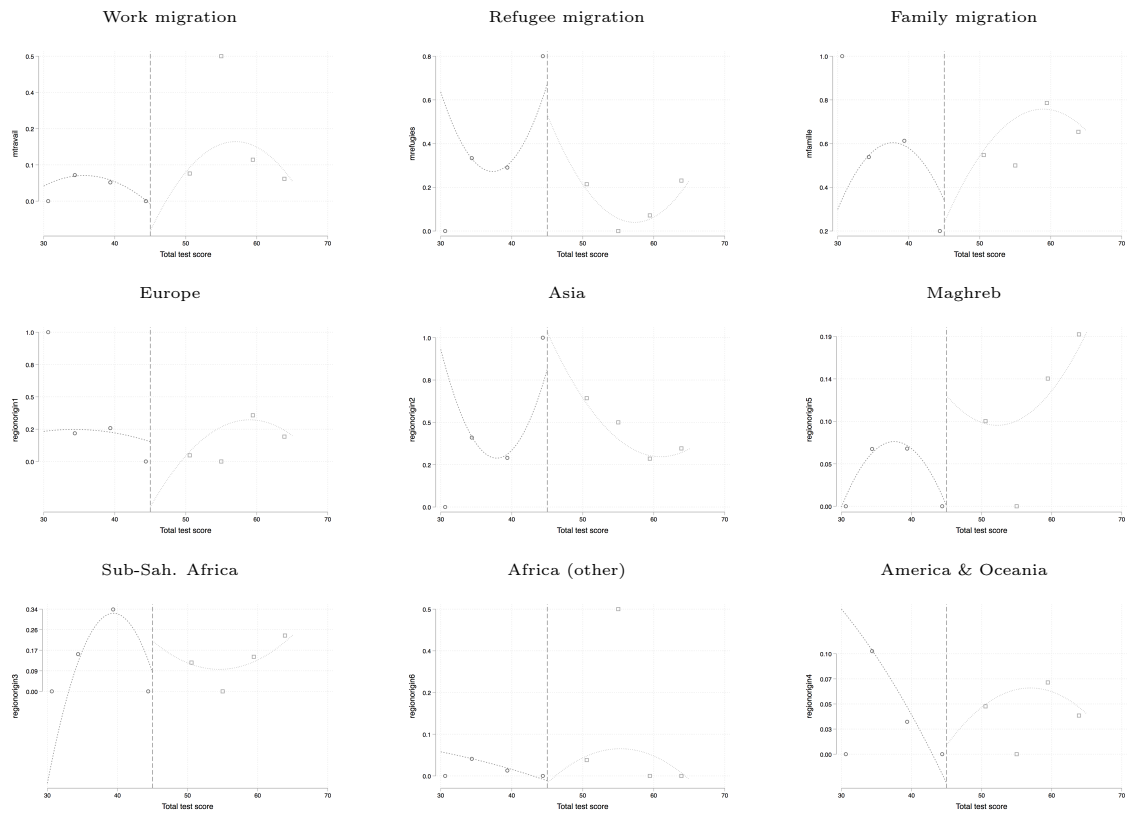 Work migration
Refugee migration
Family migration
0.5
0.4
0.2
0.1
0.0
mtravail
30 40 50 60 70
Total test score
0.8
0.6
0.4
0.2
0.0
mrefugies
30 40 50 60 70
Total test score
1.0
0.8
0.6
0.4
0.2
mfamille
30 40 50 60 70
Total test score
Europe
Asia
Maghreb
1.0
0.8
0.5
0.2
0.0
regionorigin1
30 40 50 60 70
Total test score
1.0
0.8
0.5
0.2
0.0
regionorigin2
30 40 50 60 70
Total test score
0.19
0.14
0.10
0.05
0.00
regionorigin5
30 40 50 60 70
Total test score
Sub-Sah. Africa
Africa (other)
America & Oceania
0.34
0.26
0.17
0.09
0.00
regionorigin3
30 40 50 60 70
Total test score
0.5
0.4
0.2
0.1
0.0
regionorigin6
30 40 50 60 70
Total test score
0.10
0.07
0.05
0.03
0.00
regionorigin4
30 40 50 60 70
Total test score